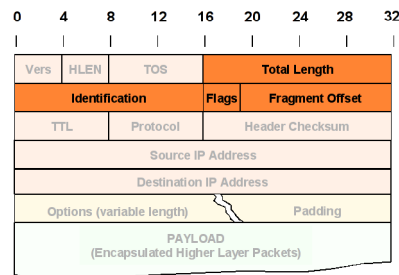 0 4 8 12 16 20 24 28 32
Vers HLEN TOS Total Length
Identification Flags Fragment Offset
TTL Protocol Header Checksum
Source IP Address
Destination IP Address
Options (variable length) Padding
PAYLOAD
(Encapsulated Higher Layer Packets)